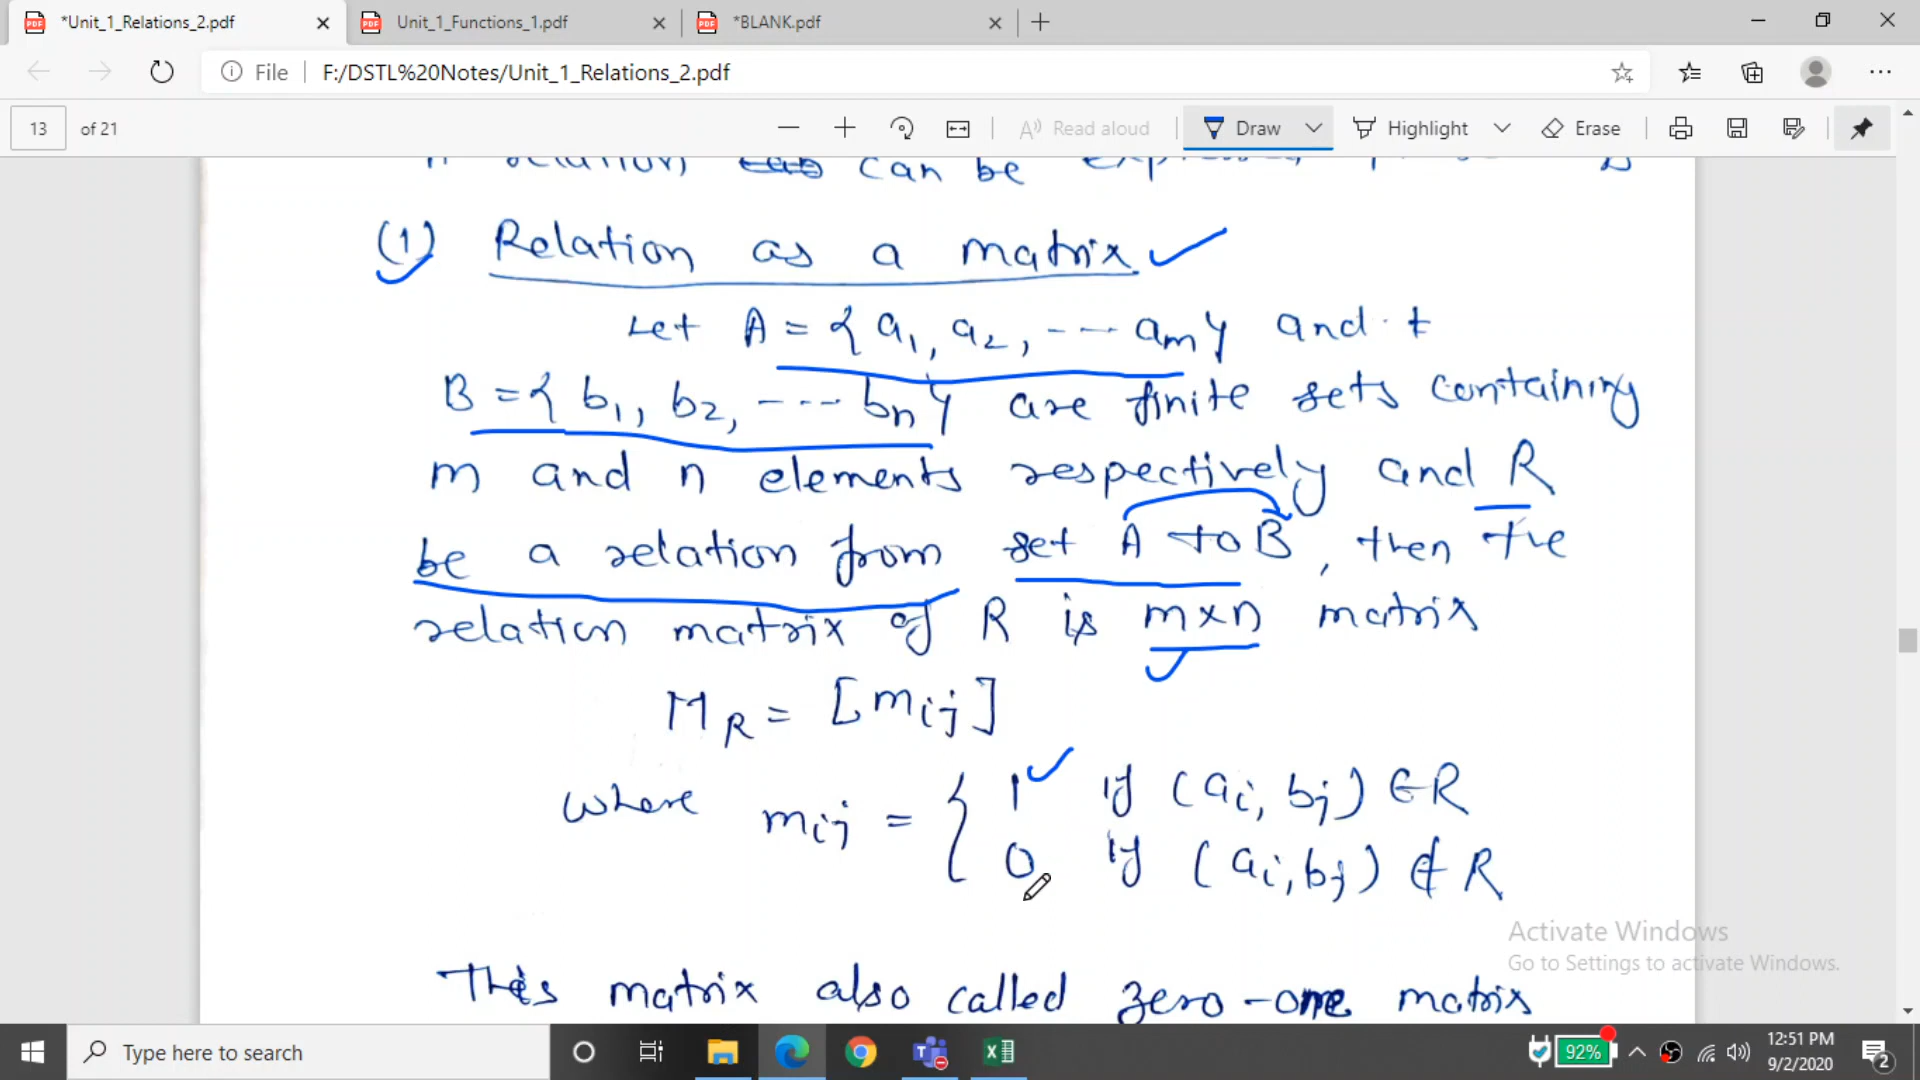 *Unit_1_Relations_2.pdf
Unit_1_Functions_1.pdf
*BLANK.pdf
File
F:/DSTL%20Notes/Unit_1_Relations_2.pdf
13 of 21
Read aloud
Draw
Highlight
Erase
can be
(1) Relation as a matrix
Let A = { a1, a2, ---- am } and
B = { b1, b2, ----- bn } are finite sets containing
m and n elements respectively and R
be a relation from set A to B, then the
relation matrix of R is m×n matrix
MR = [mij]
where mij = { 1 if (ai, bj) ∈ R
0 if (ai, bj) ∉ R
Activate Windows
Go to Settings to activate Windows.
This matrix also called zero-one matrix
Type here to search
92%
12:51 PM
9/2/2020
2